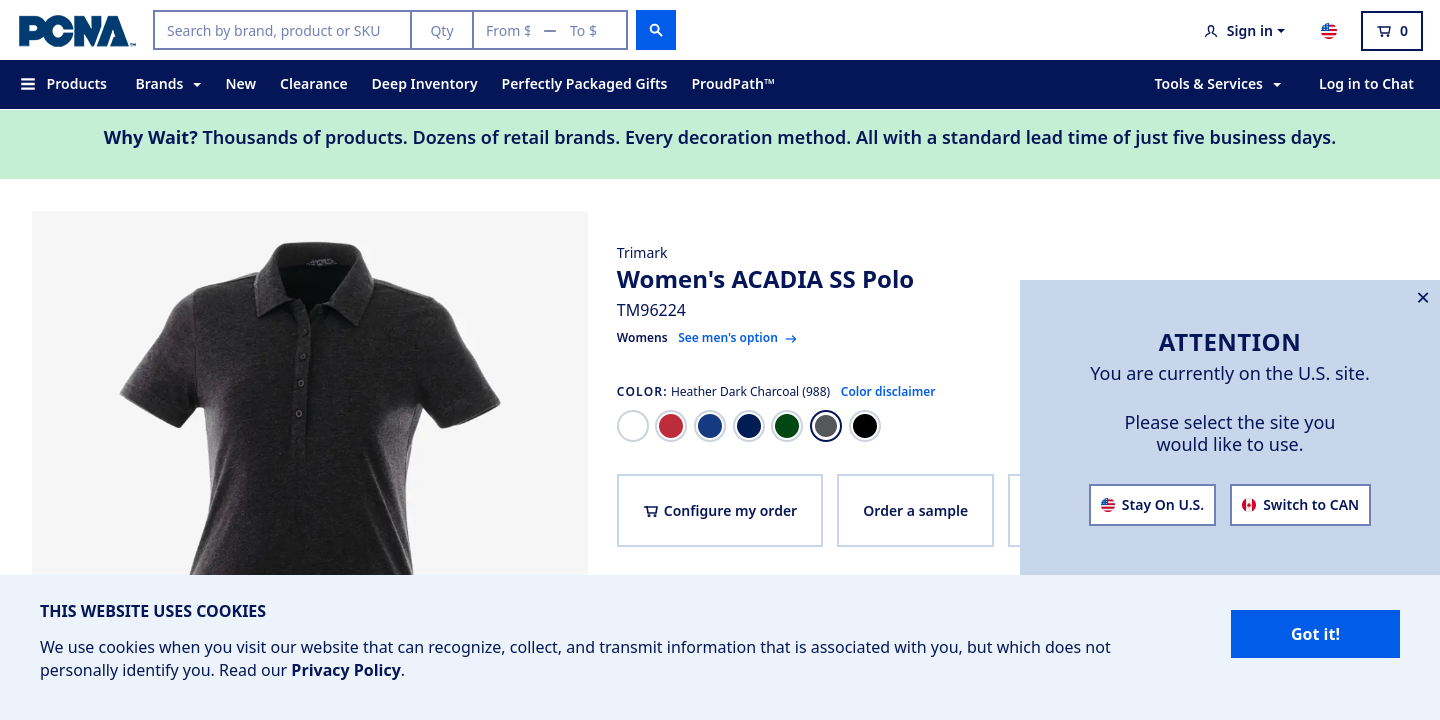 PCNA™
Search by brand, product or SKU
Qty
From $ — To $
Sign in
0
Products
Brands
New
Clearance
Deep Inventory
Perfectly Packaged Gifts
ProudPath™
Tools & Services
Log in to Chat
Why Wait? Thousands of products. Dozens of retail brands. Every decoration method. All with a standard lead time of just five business days.
Trimark
Women's ACADIA SS Polo
TM96224
Womens See men's option →
COLOR: Heather Dark Charcoal (988) Color disclaimer
Configure my order
Order a sample
ATTENTION
You are currently on the U.S. site.
Please select the site you
would like to use.
Stay On U.S.
Switch to CAN
THIS WEBSITE USES COOKIES
We use cookies when you visit our website that can recognize, collect, and transmit information that is associated with you, but which does not
personally identify you. Read our Privacy Policy.
Got it!